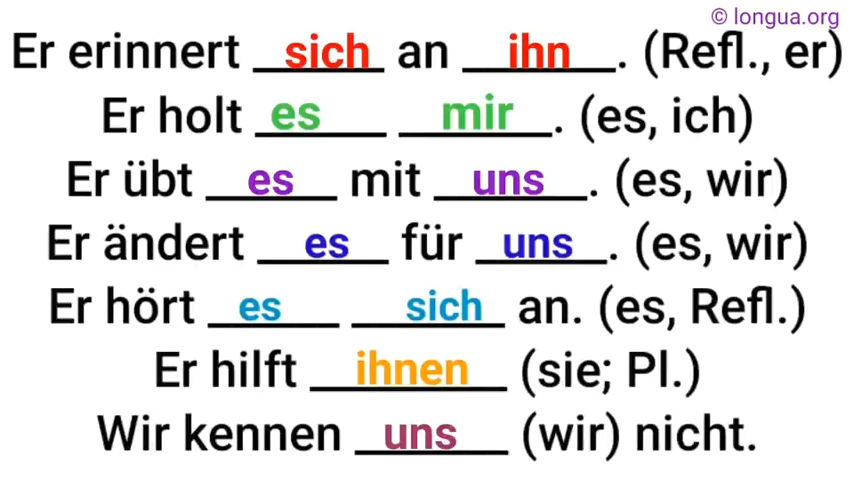 © longua.org
Er erinnert sich an ihn. (Refl., er)
Er holt es mir. (es, ich)
Er übt es mit uns. (es, wir)
Er ändert es für uns. (es, wir)
Er hört es sich an. (es, Refl.)
Er hilft ihnen (sie; Pl.)
Wir kennen uns (wir) nicht.